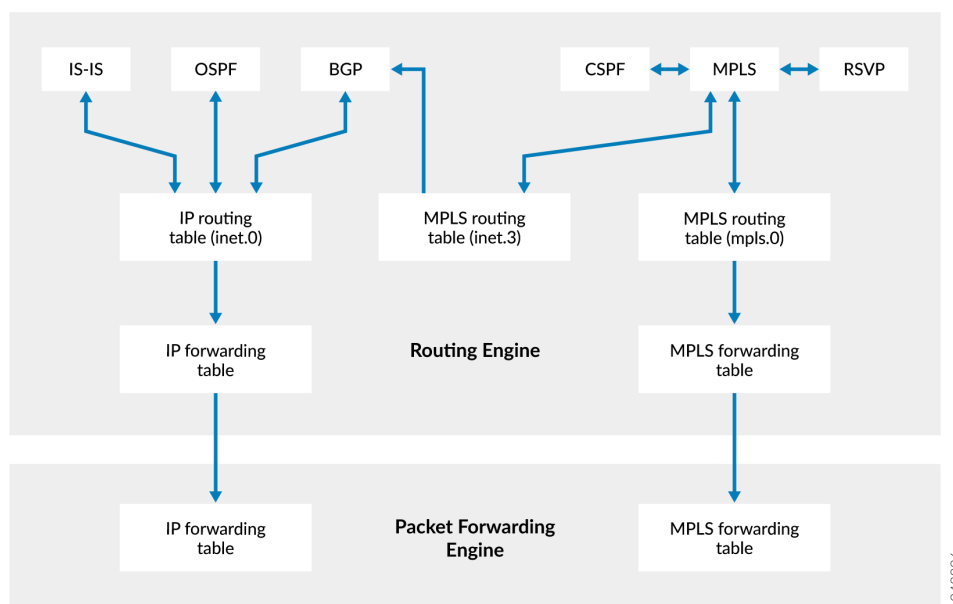 IS-IS
OSPF
BGP
CSPF
MPLS
RSVP
IP routing
table (inet.0)
MPLS routing
table (inet.3)
MPLS routing
table (mpls.0)
IP forwarding
table
Routing Engine
MPLS forwarding
table
IP forwarding
table
Packet Forwarding
Engine
MPLS forwarding
table